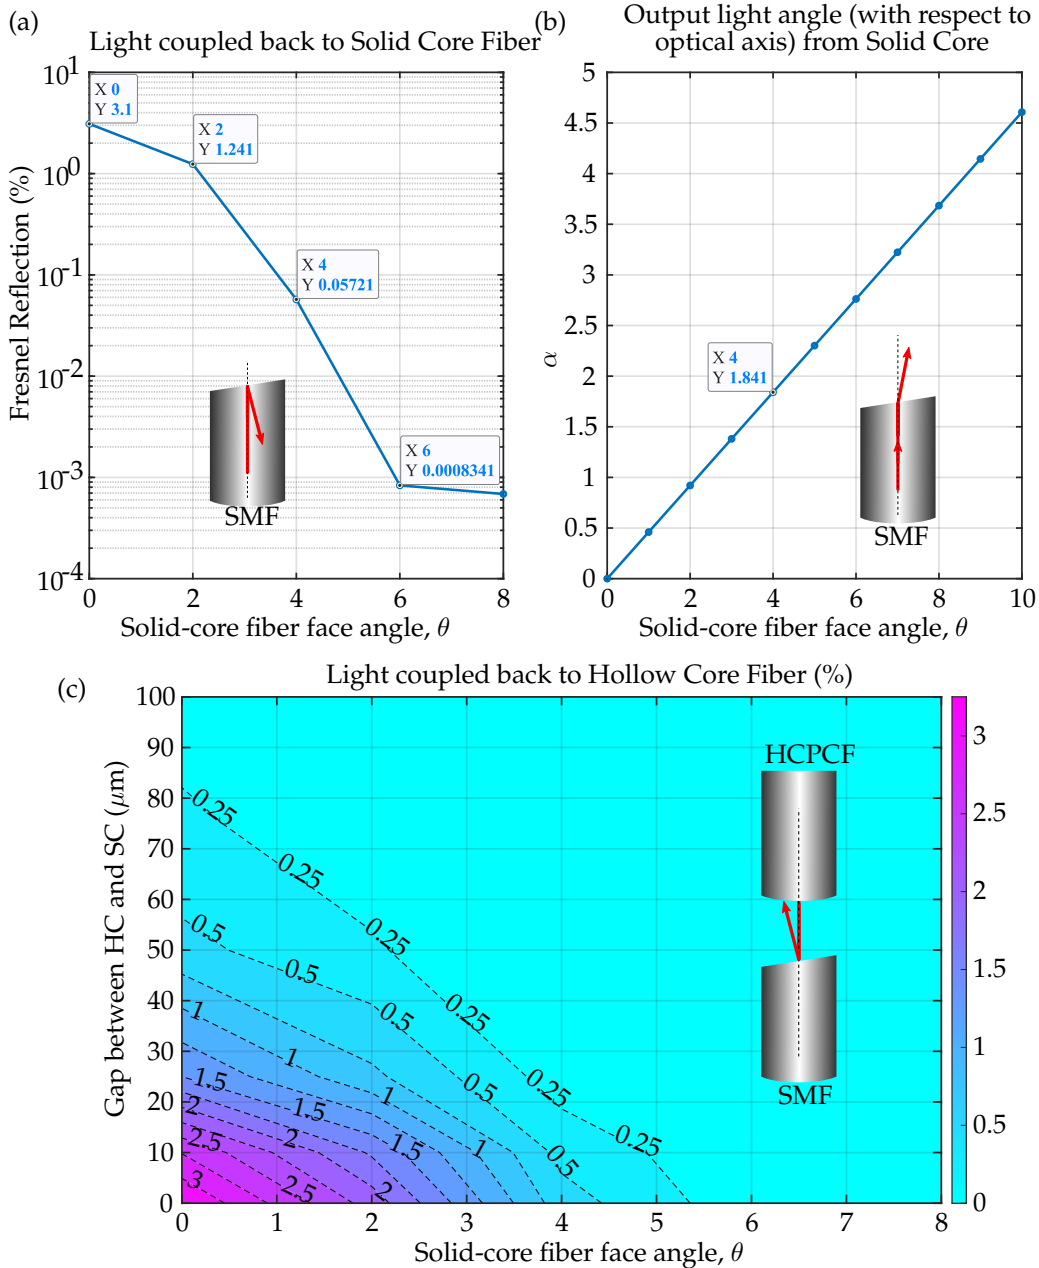 (a)
Light coupled back to Solid Core Fiber
10^1
10^0
10^-1
10^-2
10^-3
10^-4
Fresnel Reflection (%)
X 0
Y 3.1
X 2
Y 1.241
X 4
Y 0.05721
X 6
Y 0.0008341
SMF
0 2 4 6 8
Solid-core fiber face angle, θ
(b)
Output light angle (with respect to
optical axis) from Solid Core
5
4.5
4
3.5
3
2.5
2
1.5
1
0.5
0
α
X 4
Y 1.841
SMF
0 2 4 6 8 10
Solid-core fiber face angle, θ
(c)
Light coupled back to Hollow Core Fiber (%)
100
90
80
70
60
50
40
30
20
10
0
Gap between HC and SC (μm)
0.25
0.25
0.25
0.25
0.25
0.25
0.5
0.5
0.5
0.5
0.5
1
1
1
1
1.5
1.5
1.5
2
2
2
2.5
2.5
3
HCPCF
SMF
0 1 2 3 4 5 6 7 8
Solid-core fiber face angle, θ
3
2.5
2
1.5
1
0.5
0